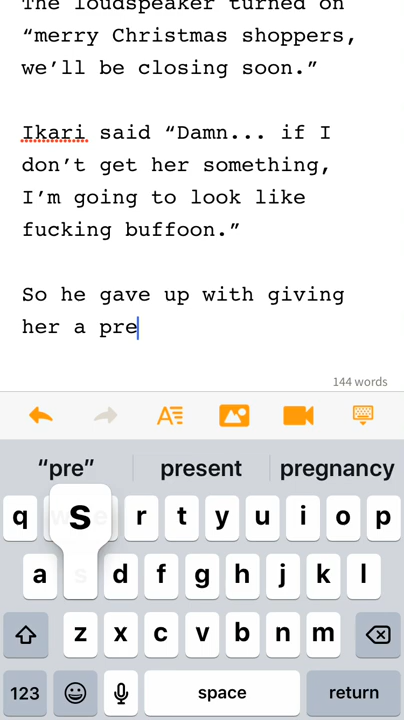 The loudspeaker turned on
“merry Christmas shoppers,
we’ll be closing soon.”
Ikari said “Damn... if I
don’t get her something,
I’m going to look like
fucking buffoon.”
So he gave up with giving
her a pre
144 words
“pre” present pregnancy
q w e r t y u i o p
a s d f g h j k l
z x c v b n m
123 space return